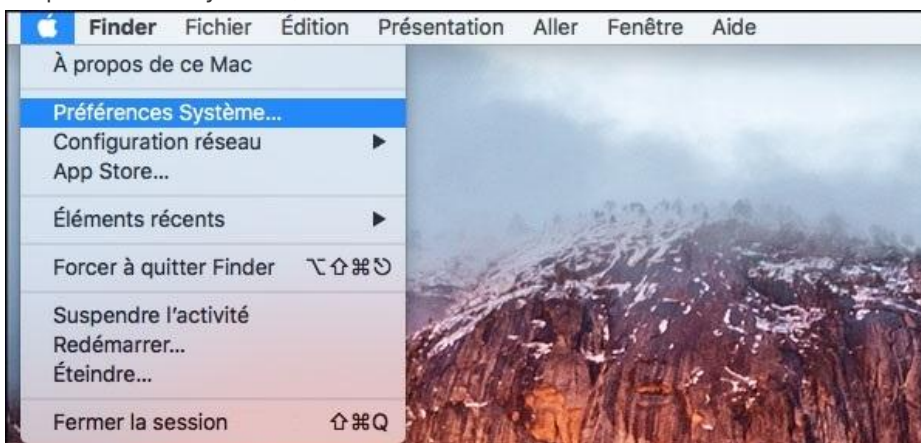 Finder Fichier Édition Présentation Aller Fenêtre Aide
À propos de ce Mac
Préférences Système...
Configuration réseau ▶
App Store...
Éléments récents ▶
Forcer à quitter Finder ⌥⇧⌘⎋
Suspendre l'activité
Redémarrer...
Éteindre...
Fermer la session ⇧⌘Q